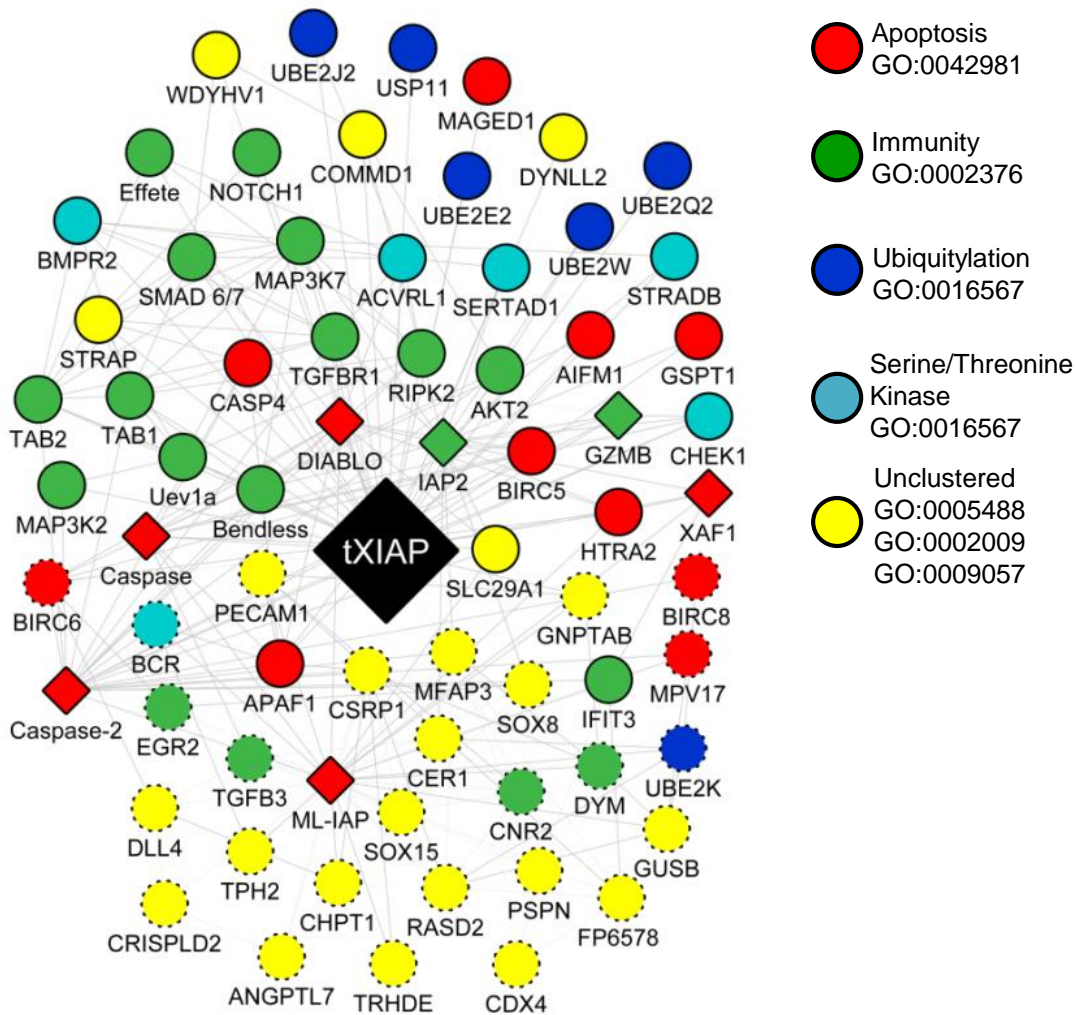 UBE2J2
USP11
WDYHV1
MAGED1
COMMD1
DYNLL2
Effete
NOTCH1
UBE2E2
UBE2Q2
BMPR2
SMAD 6/7
MAP3K7
ACVRL1
SERTAD1
UBE2W
STRADB
STRAP
CASP4
TGFBR1
RIPK2
AKT2
AIFM1
GSPT1
TAB2
TAB1
DIABLO
IAP2
BIRC5
GZMB
CHEK1
MAP3K2
Uev1a
Bendless
tXIAP
SLC29A1
HTRA2
XAF1
BIRC6
Caspase
PECAM1
GNPTAB
BIRC8
BCR
APAF1
CSRP1
MFAP3
SOX8
IFIT3
MPV17
Caspase-2
EGR2
TGFB3
ML-IAP
CER1
CNR2
DYM
UBE2K
DLL4
TPH2
SOX15
GUSB
CRISPLD2
CHPT1
RASD2
PSPN
FP6578
ANGPTL7
TRHDE
CDX4
Apoptosis
GO:0042981
Immunity
GO:0002376
Ubiquitylation
GO:0016567
Serine/Threonine
Kinase
GO:0016567
Unclustered
GO:0005488
GO:0002009
GO:0009057